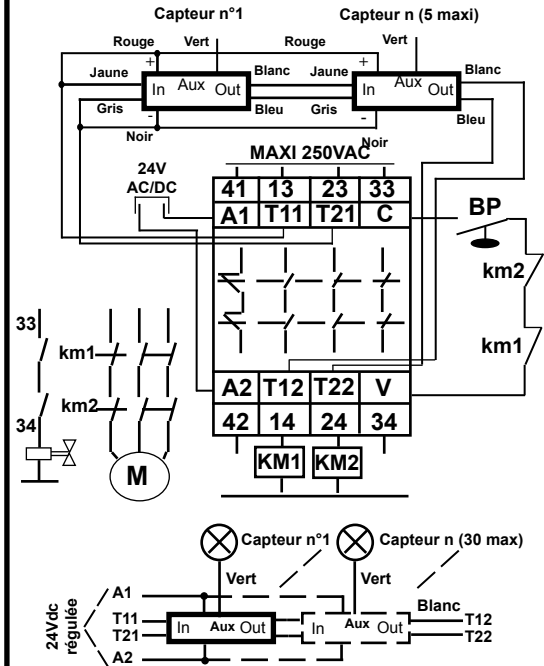 Capteur n°1 Capteur n (5 maxi)
Rouge Vert Rouge Vert
+ +
Jaune Blanc Jaune Blanc
In Aux Out In Aux Out
Gris Bleu Gris Bleu
- -
Noir Noir
24V
AC/DC
MAXI 250VAC
41 13 23 33
A1 T11 T21 C
BP
km2
33
km1 km1
km2
34
A2 T12 T22 V
42 14 24 34
M
KM1 KM2
Capteur n°1 Capteur n (30 max)
Vert Vert
A1
Blanc
24Vdc
régulée
T11 T12
In Aux Out In Aux Out
T21 T22
A2